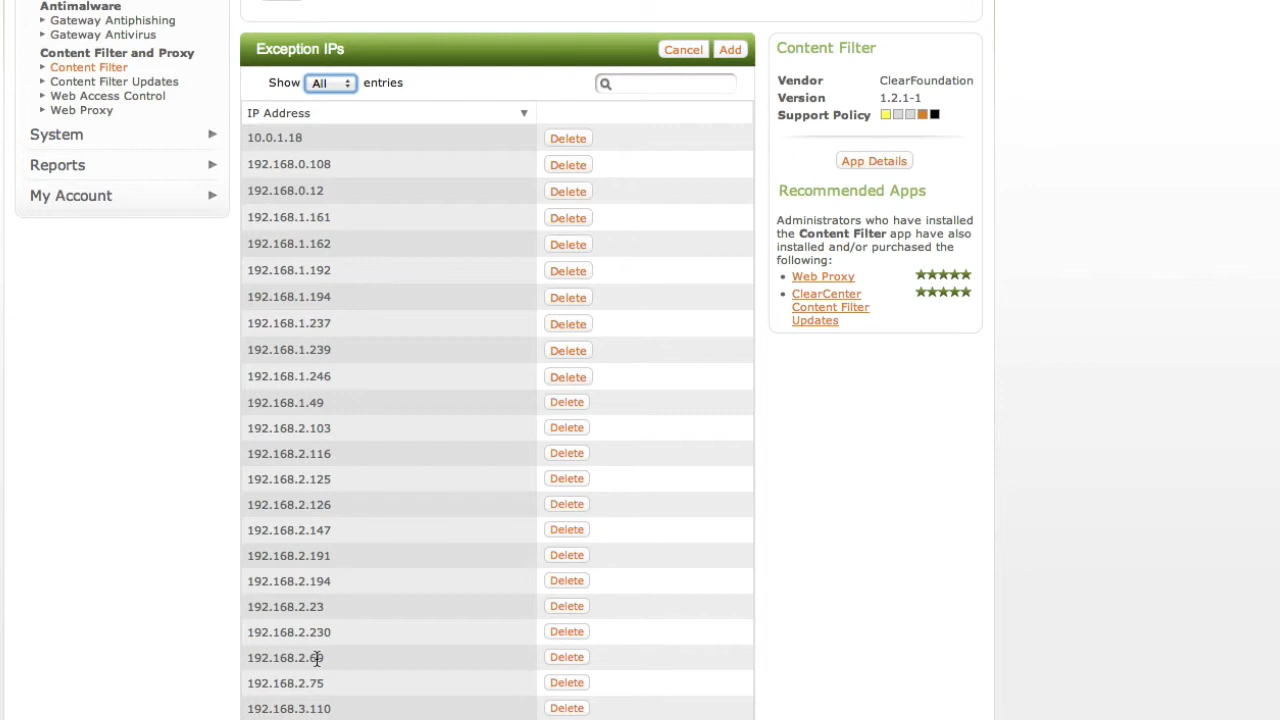 Antimalware
Gateway Antiphishing
Gateway Antivirus
Content Filter and Proxy
Content Filter
Content Filter Updates
Web Access Control
Web Proxy
System
Reports
My Account
Exception IPs
Cancel
Add
Show All entries
IP Address
10.0.1.18 Delete
192.168.0.108 Delete
192.168.0.12 Delete
192.168.1.161 Delete
192.168.1.162 Delete
192.168.1.192 Delete
192.168.1.194 Delete
192.168.1.237 Delete
192.168.1.239 Delete
192.168.1.246 Delete
192.168.1.49 Delete
192.168.2.103 Delete
192.168.2.116 Delete
192.168.2.125 Delete
192.168.2.126 Delete
192.168.2.147 Delete
192.168.2.191 Delete
192.168.2.194 Delete
192.168.2.23 Delete
192.168.2.230 Delete
Delete
192.168.2.75 Delete
192.168.3.110 Delete
Content Filter
Vendor ClearFoundation
Version 1.2.1-1
Support Policy
App Details
Recommended Apps
Administrators who have installed
the Content Filter app have also
installed and/or purchased the
following:
Web Proxy
ClearCenter
Content Filter
Updates